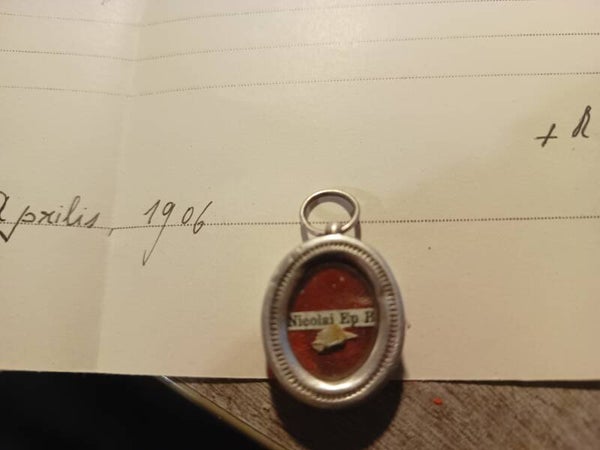 + R
Aprilis, 1906
Nicolai Ep